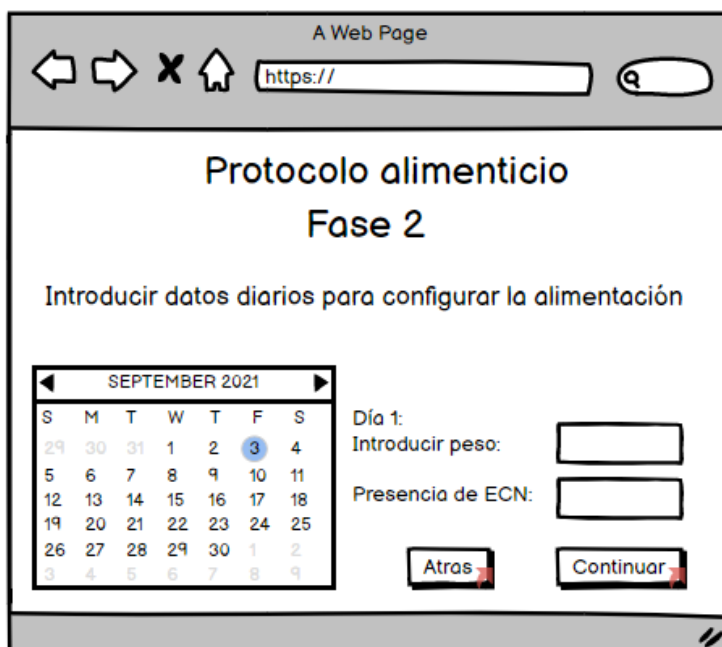 A Web Page
https://
Protocolo alimenticio
Fase 2
Introducir datos diarios para configurar la alimentación
SEPTEMBER 2021
S M T W T F S
29 30 31 1 2 3 4
5 6 7 8 9 10 11
12 13 14 15 16 17 18
19 20 21 22 23 24 25
26 27 28 29 30 1 2
3 4 5 6 7 8 9
Día 1:
Introducir peso:
Presencia de ECN:
Atras
Continuar